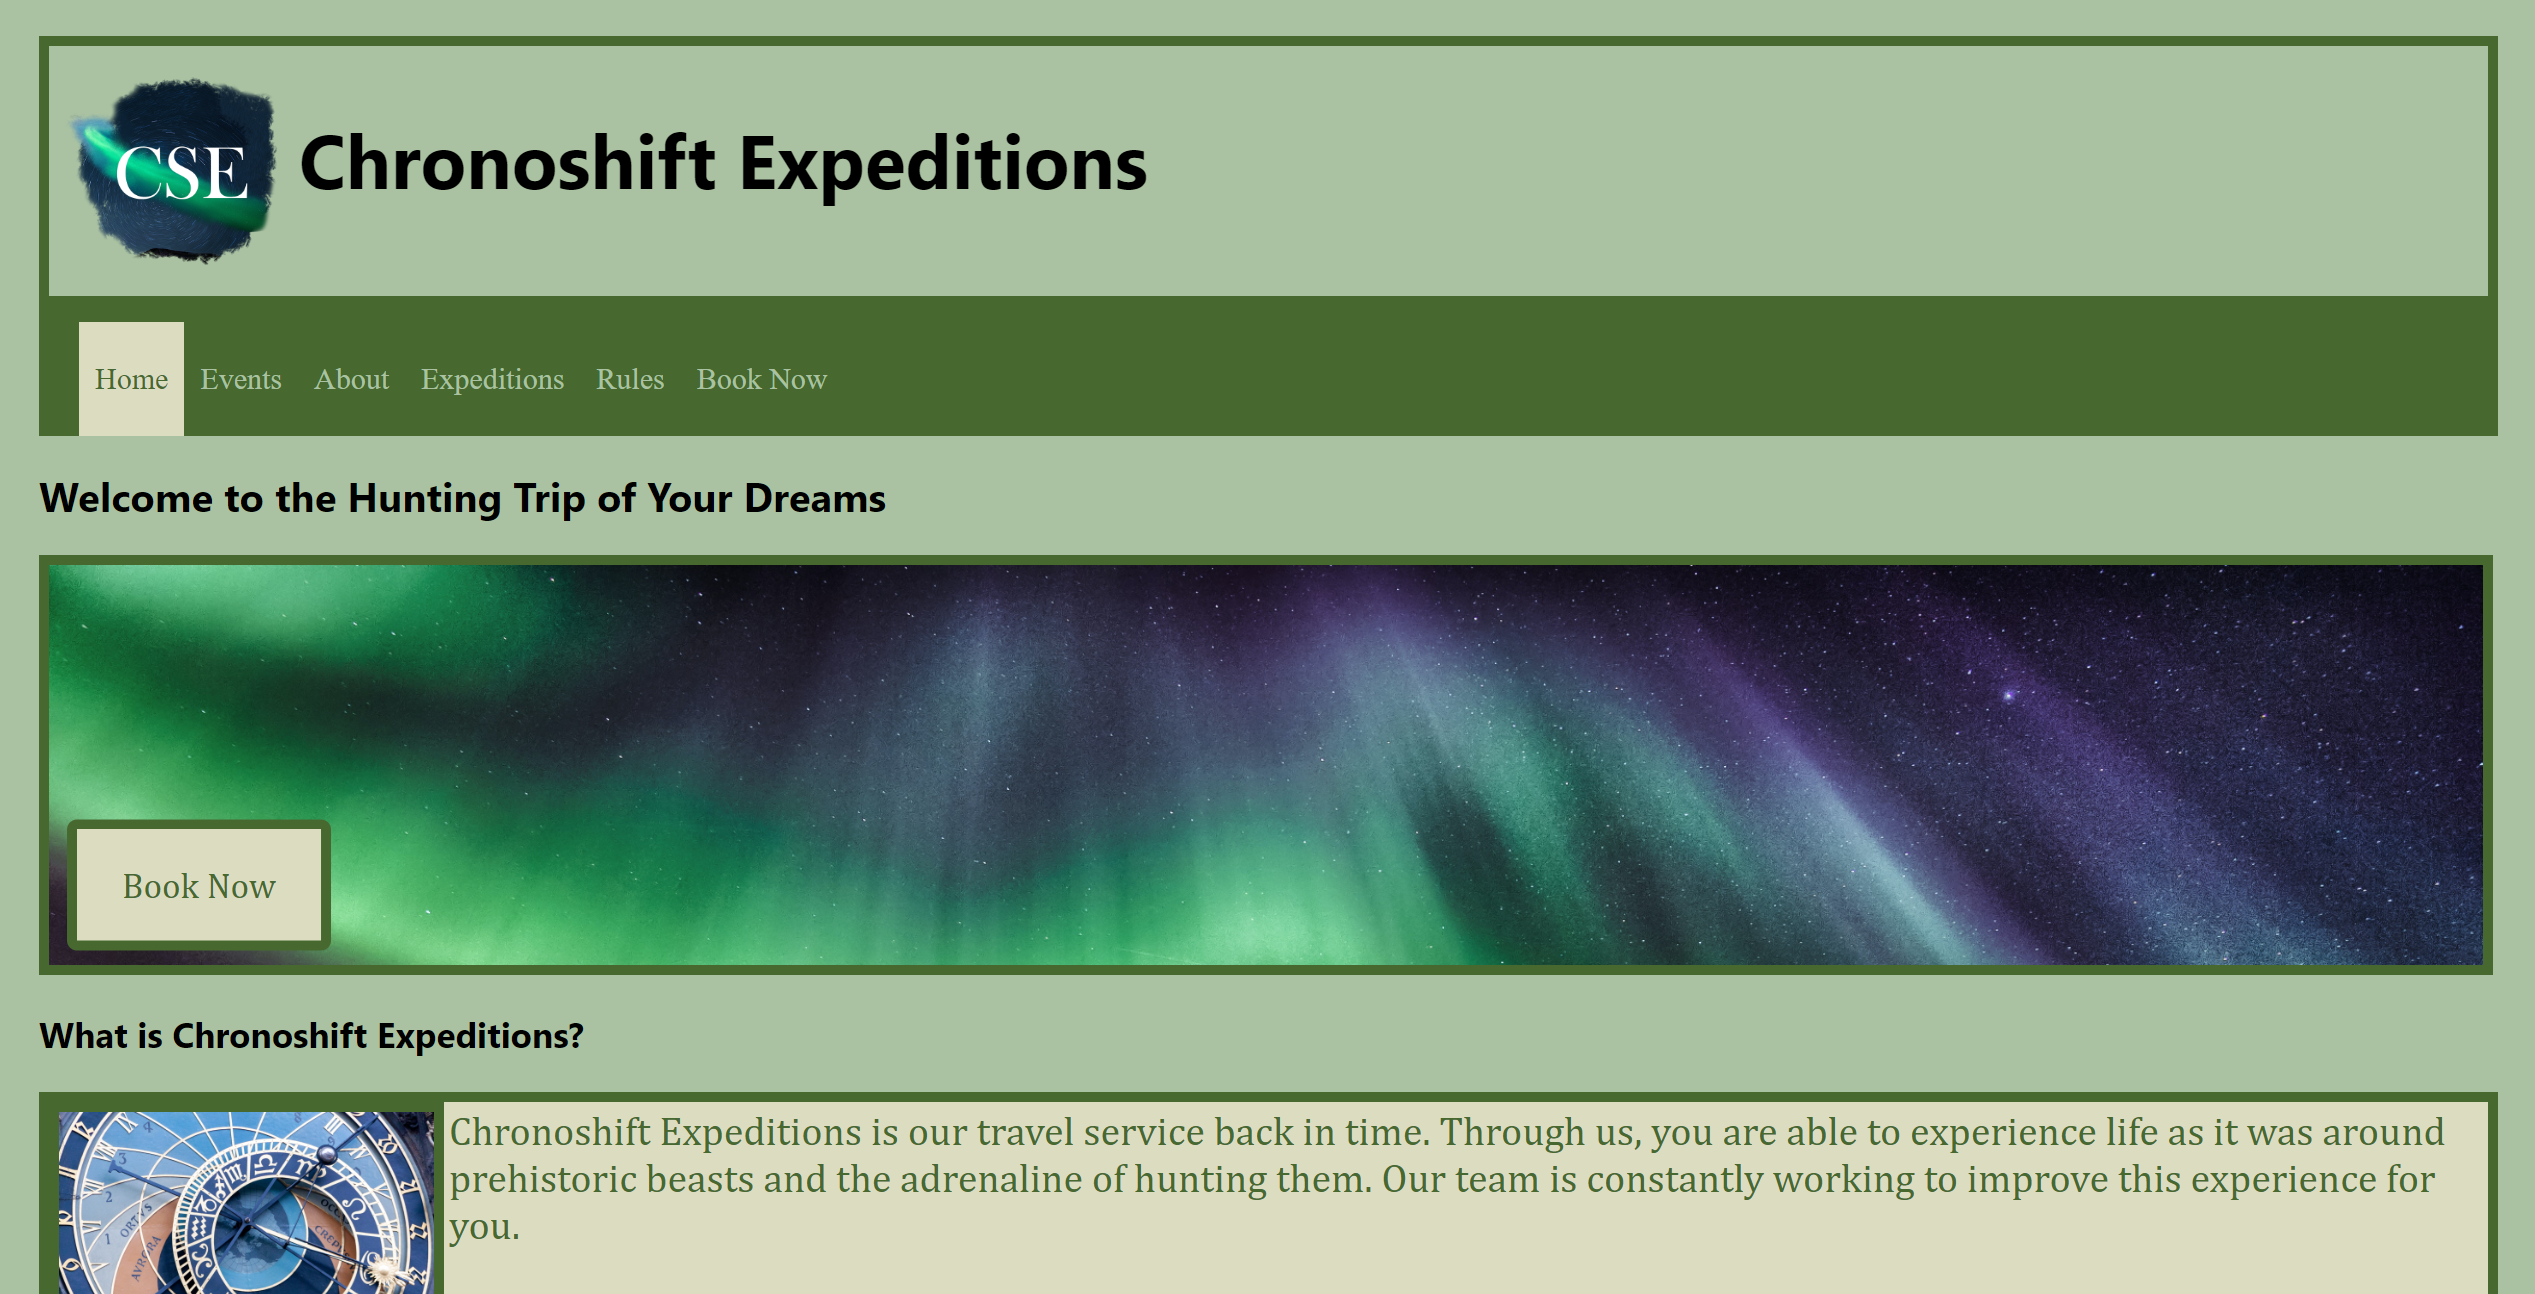 CSE
Chronoshift Expeditions
Home Events About Expeditions Rules Book Now
Welcome to the Hunting Trip of Your Dreams
Book Now
What is Chronoshift Expeditions?
Chronoshift Expeditions is our travel service back in time. Through us, you are able to experience life as it was around
prehistoric beasts and the adrenaline of hunting them. Our team is constantly working to improve this experience for
you.
ORTVS
AVRORA